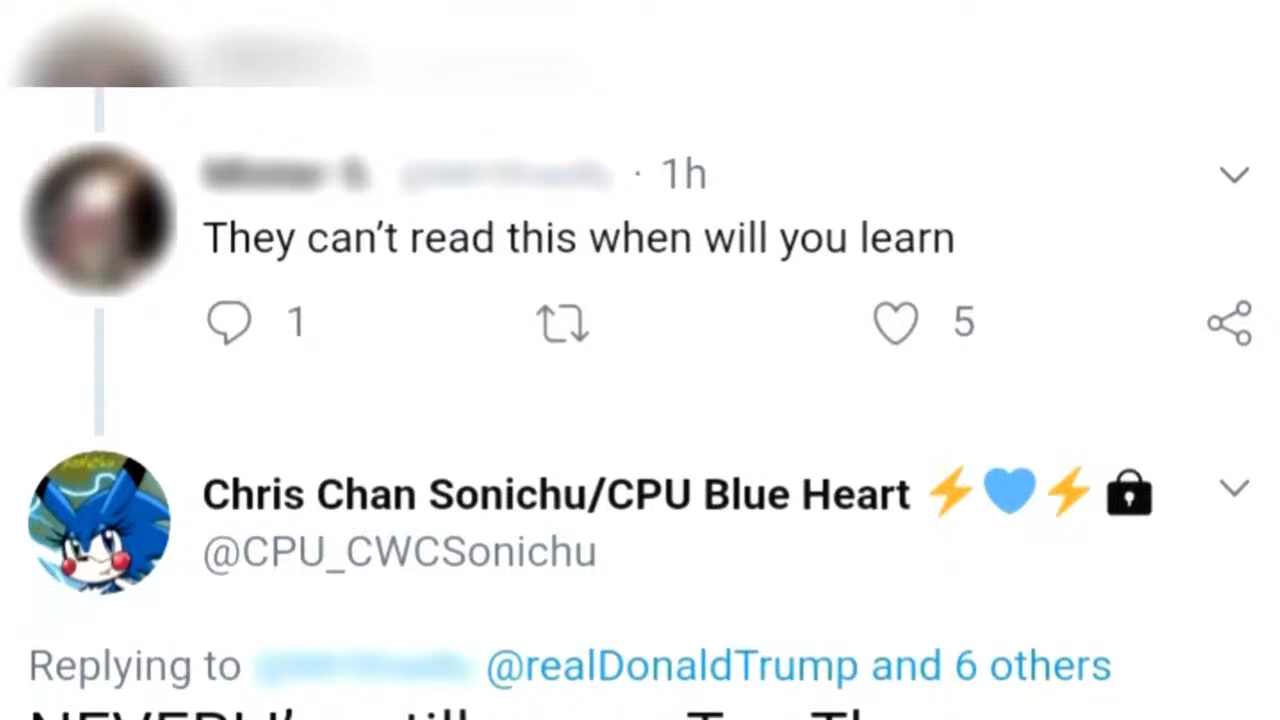 · 1h
They can’t read this when will you learn
1
5
Chris Chan Sonichu/CPU Blue Heart ⚡💙⚡🔒
@CPU_CWCSonichu
Replying to @realDonaldTrump and 6 others